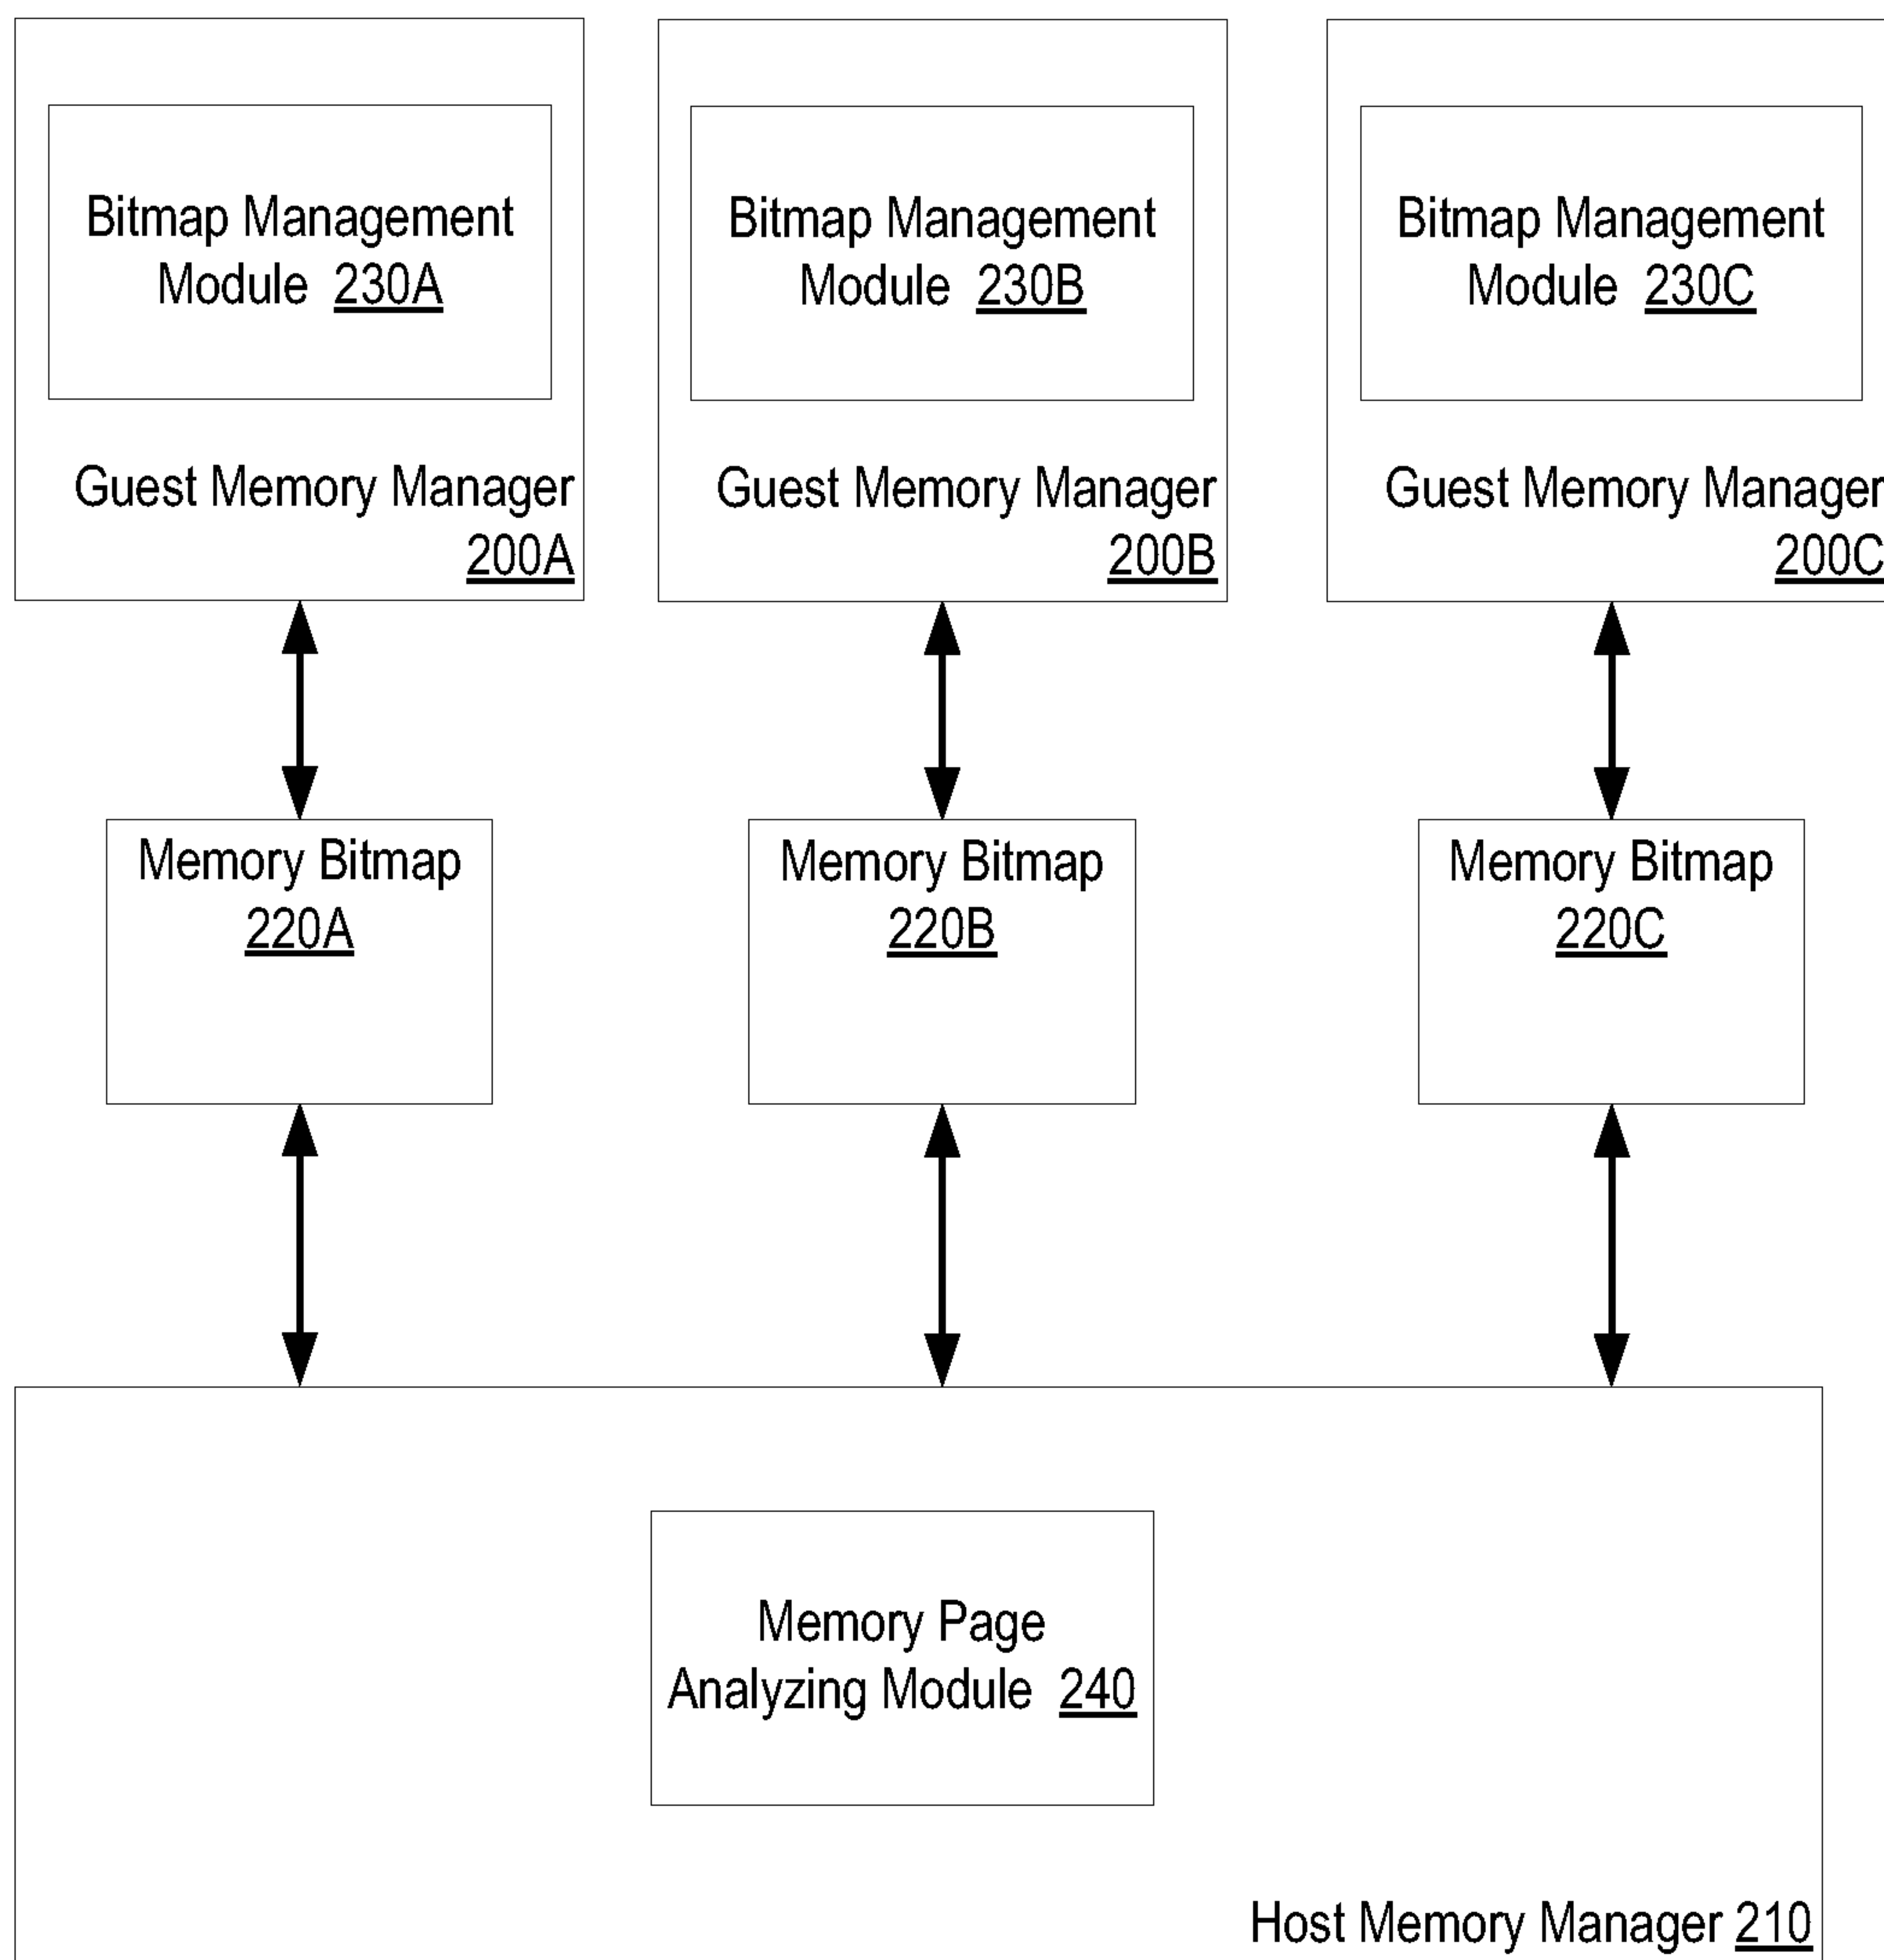 Bitmap Management
Module 230A
Guest Memory Manager
200A
Bitmap Management
Module 230B
Guest Memory Manager
200B
Bitmap Management
Module 230C
Guest Memory Manager
200C
Memory Bitmap
220A
Memory Bitmap
220B
Memory Bitmap
220C
Memory Page
Analyzing Module 240
Host Memory Manager 210